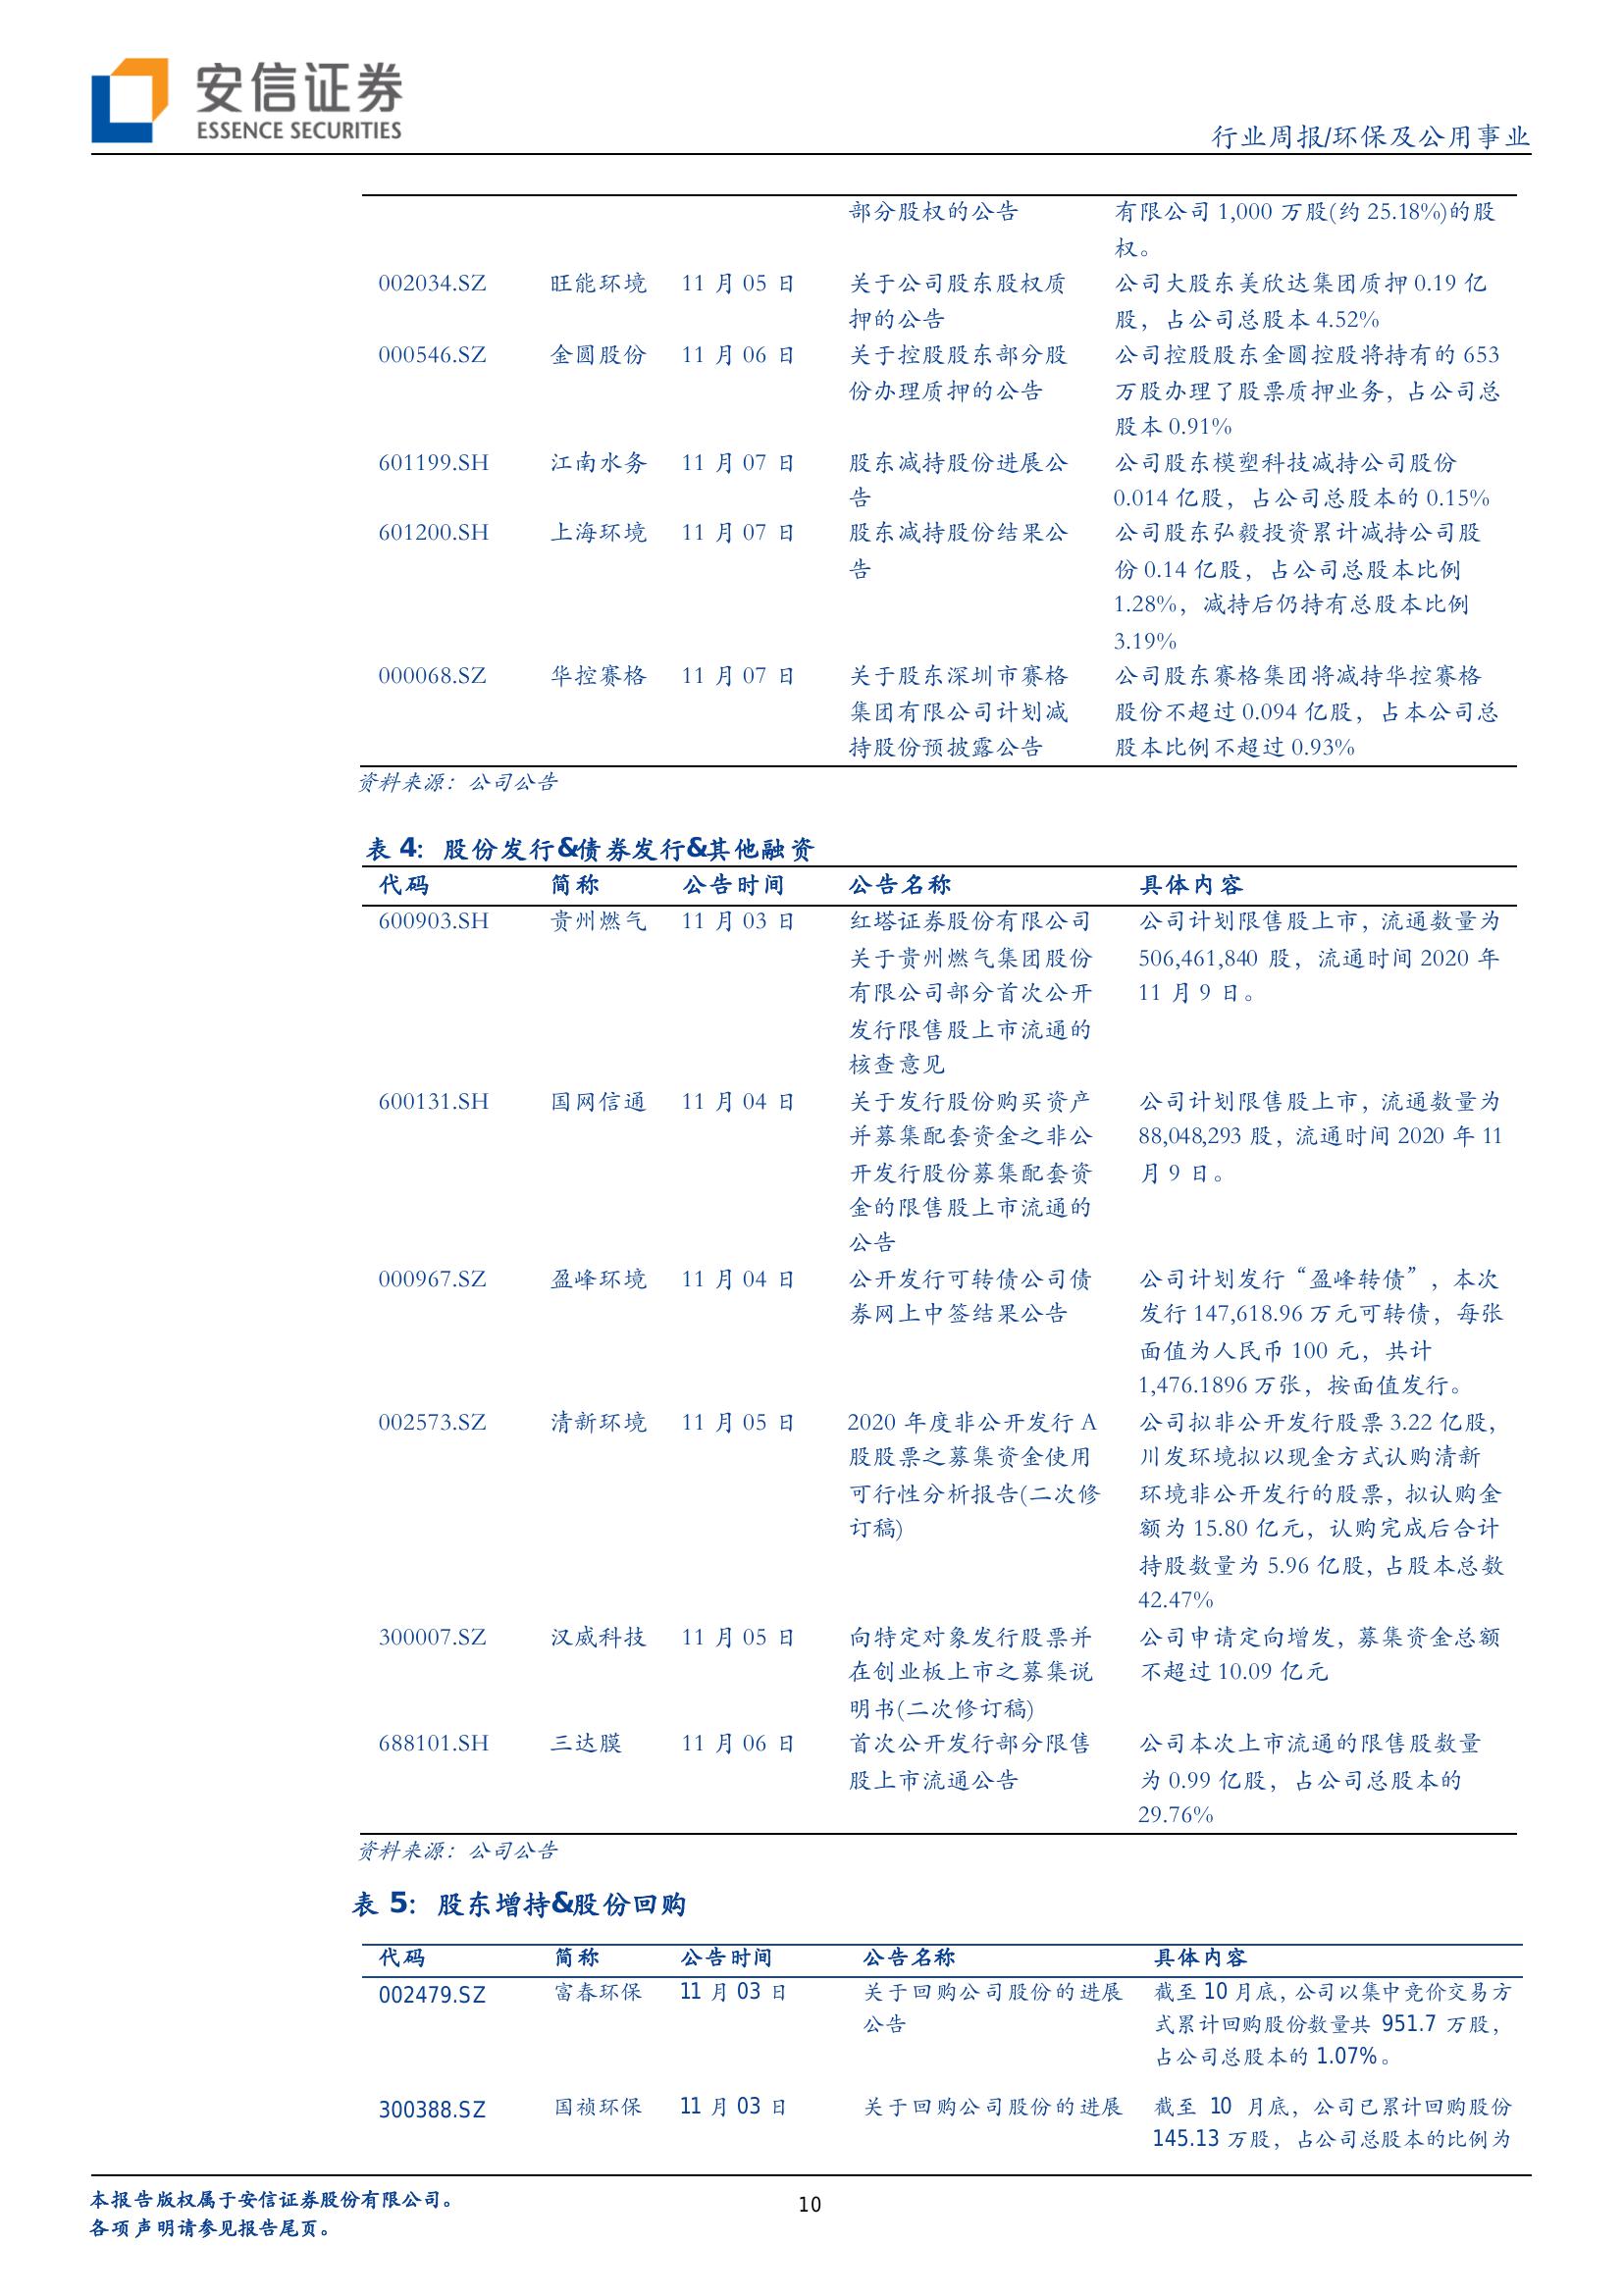 安信证券
ESSENCE SECURITIES
行业周报/环保及公用事业
部分股权的公告 有限公司 1,000 万股(约 25.18%)的股
权。
002034.SZ 旺能环境 11 月 05 日 关于公司股东股权质 公司大股东美欣达集团质押 0.19 亿
押的公告 股，占公司总股本 4.52%
000546.SZ 金圆股份 11 月 06 日 关于控股股东部分股 公司控股股东金圆控股将持有的 653
份办理质押的公告 万股办理了股票质押业务，占公司总
股本 0.91%
601199.SH 江南水务 11 月 07 日 股东减持股份进展公 公司股东模塑科技减持公司股份
告 0.014 亿股，占公司总股本的 0.15%
601200.SH 上海环境 11 月 07 日 股东减持股份结果公 公司股东弘毅投资累计减持公司股
告 份 0.14 亿股，占公司总股本比例
1.28%，减持后仍持有总股本比例
3.19%
000068.SZ 华控赛格 11 月 07 日 关于股东深圳市赛格 公司股东赛格集团将减持华控赛格
集团有限公司计划减 股份不超过 0.094 亿股，占本公司总
持股份预披露公告 股本比例不超过 0.93%
资料来源：公司公告
表 4：股份发行&债券发行&其他融资
代码 简称 公告时间 公告名称 具体内容
600903.SH 贵州燃气 11 月 03 日 红塔证券股份有限公司 公司计划限售股上市，流通数量为
关于贵州燃气集团股份 506,461,840 股，流通时间 2020 年
有限公司部分首次公开 11 月 9 日。
发行限售股上市流通的
核查意见
600131.SH 国网信通 11 月 04 日 关于发行股份购买资产 公司计划限售股上市，流通数量为
并募集配套资金之非公 88,048,293 股，流通时间 2020 年 11
开发行股份募集配套资 月 9 日。
金的限售股上市流通的
公告
000967.SZ 盈峰环境 11 月 04 日 公开发行可转债公司债 公司计划发行“盈峰转债”，本次
券网上中签结果公告 发行 147,618.96 万元可转债，每张
面值为人民币 100 元，共计
1,476.1896 万张，按面值发行。
002573.SZ 清新环境 11 月 05 日 2020 年度非公开发行 A 公司拟非公开发行股票 3.22 亿股，
股股票之募集资金使用 川发环境拟以现金方式认购清新
可行性分析报告(二次修 环境非公开发行的股票，拟认购金
订稿) 额为 15.80 亿元，认购完成后合计
持股数量为 5.96 亿股，占股本总数
42.47%
300007.SZ 汉威科技 11 月 05 日 向特定对象发行股票并 公司申请定向增发，募集资金总额
在创业板上市之募集说 不超过 10.09 亿元
明书(二次修订稿)
688101.SH 三达膜 11 月 06 日 首次公开发行部分限售 公司本次上市流通的限售股数量
股上市流通公告 为 0.99 亿股，占公司总股本的
29.76%
资料来源：公司公告
表 5：股东增持&股份回购
代码 简称 公告时间 公告名称 具体内容
002479.SZ 富春环保 11 月 03 日 关于回购公司股份的进展 截至 10 月底，公司以集中竞价交易方
公告 式累计回购股份数量共 951.7 万股，
占公司总股本的 1.07%。
300388.SZ 国祯环保 11 月 03 日 关于回购公司股份的进展 截至 10 月底，公司已累计回购股份
145.13 万股，占公司总股本的比例为
本报告版权属于安信证券股份有限公司。
各项声明请参见报告尾页。
10